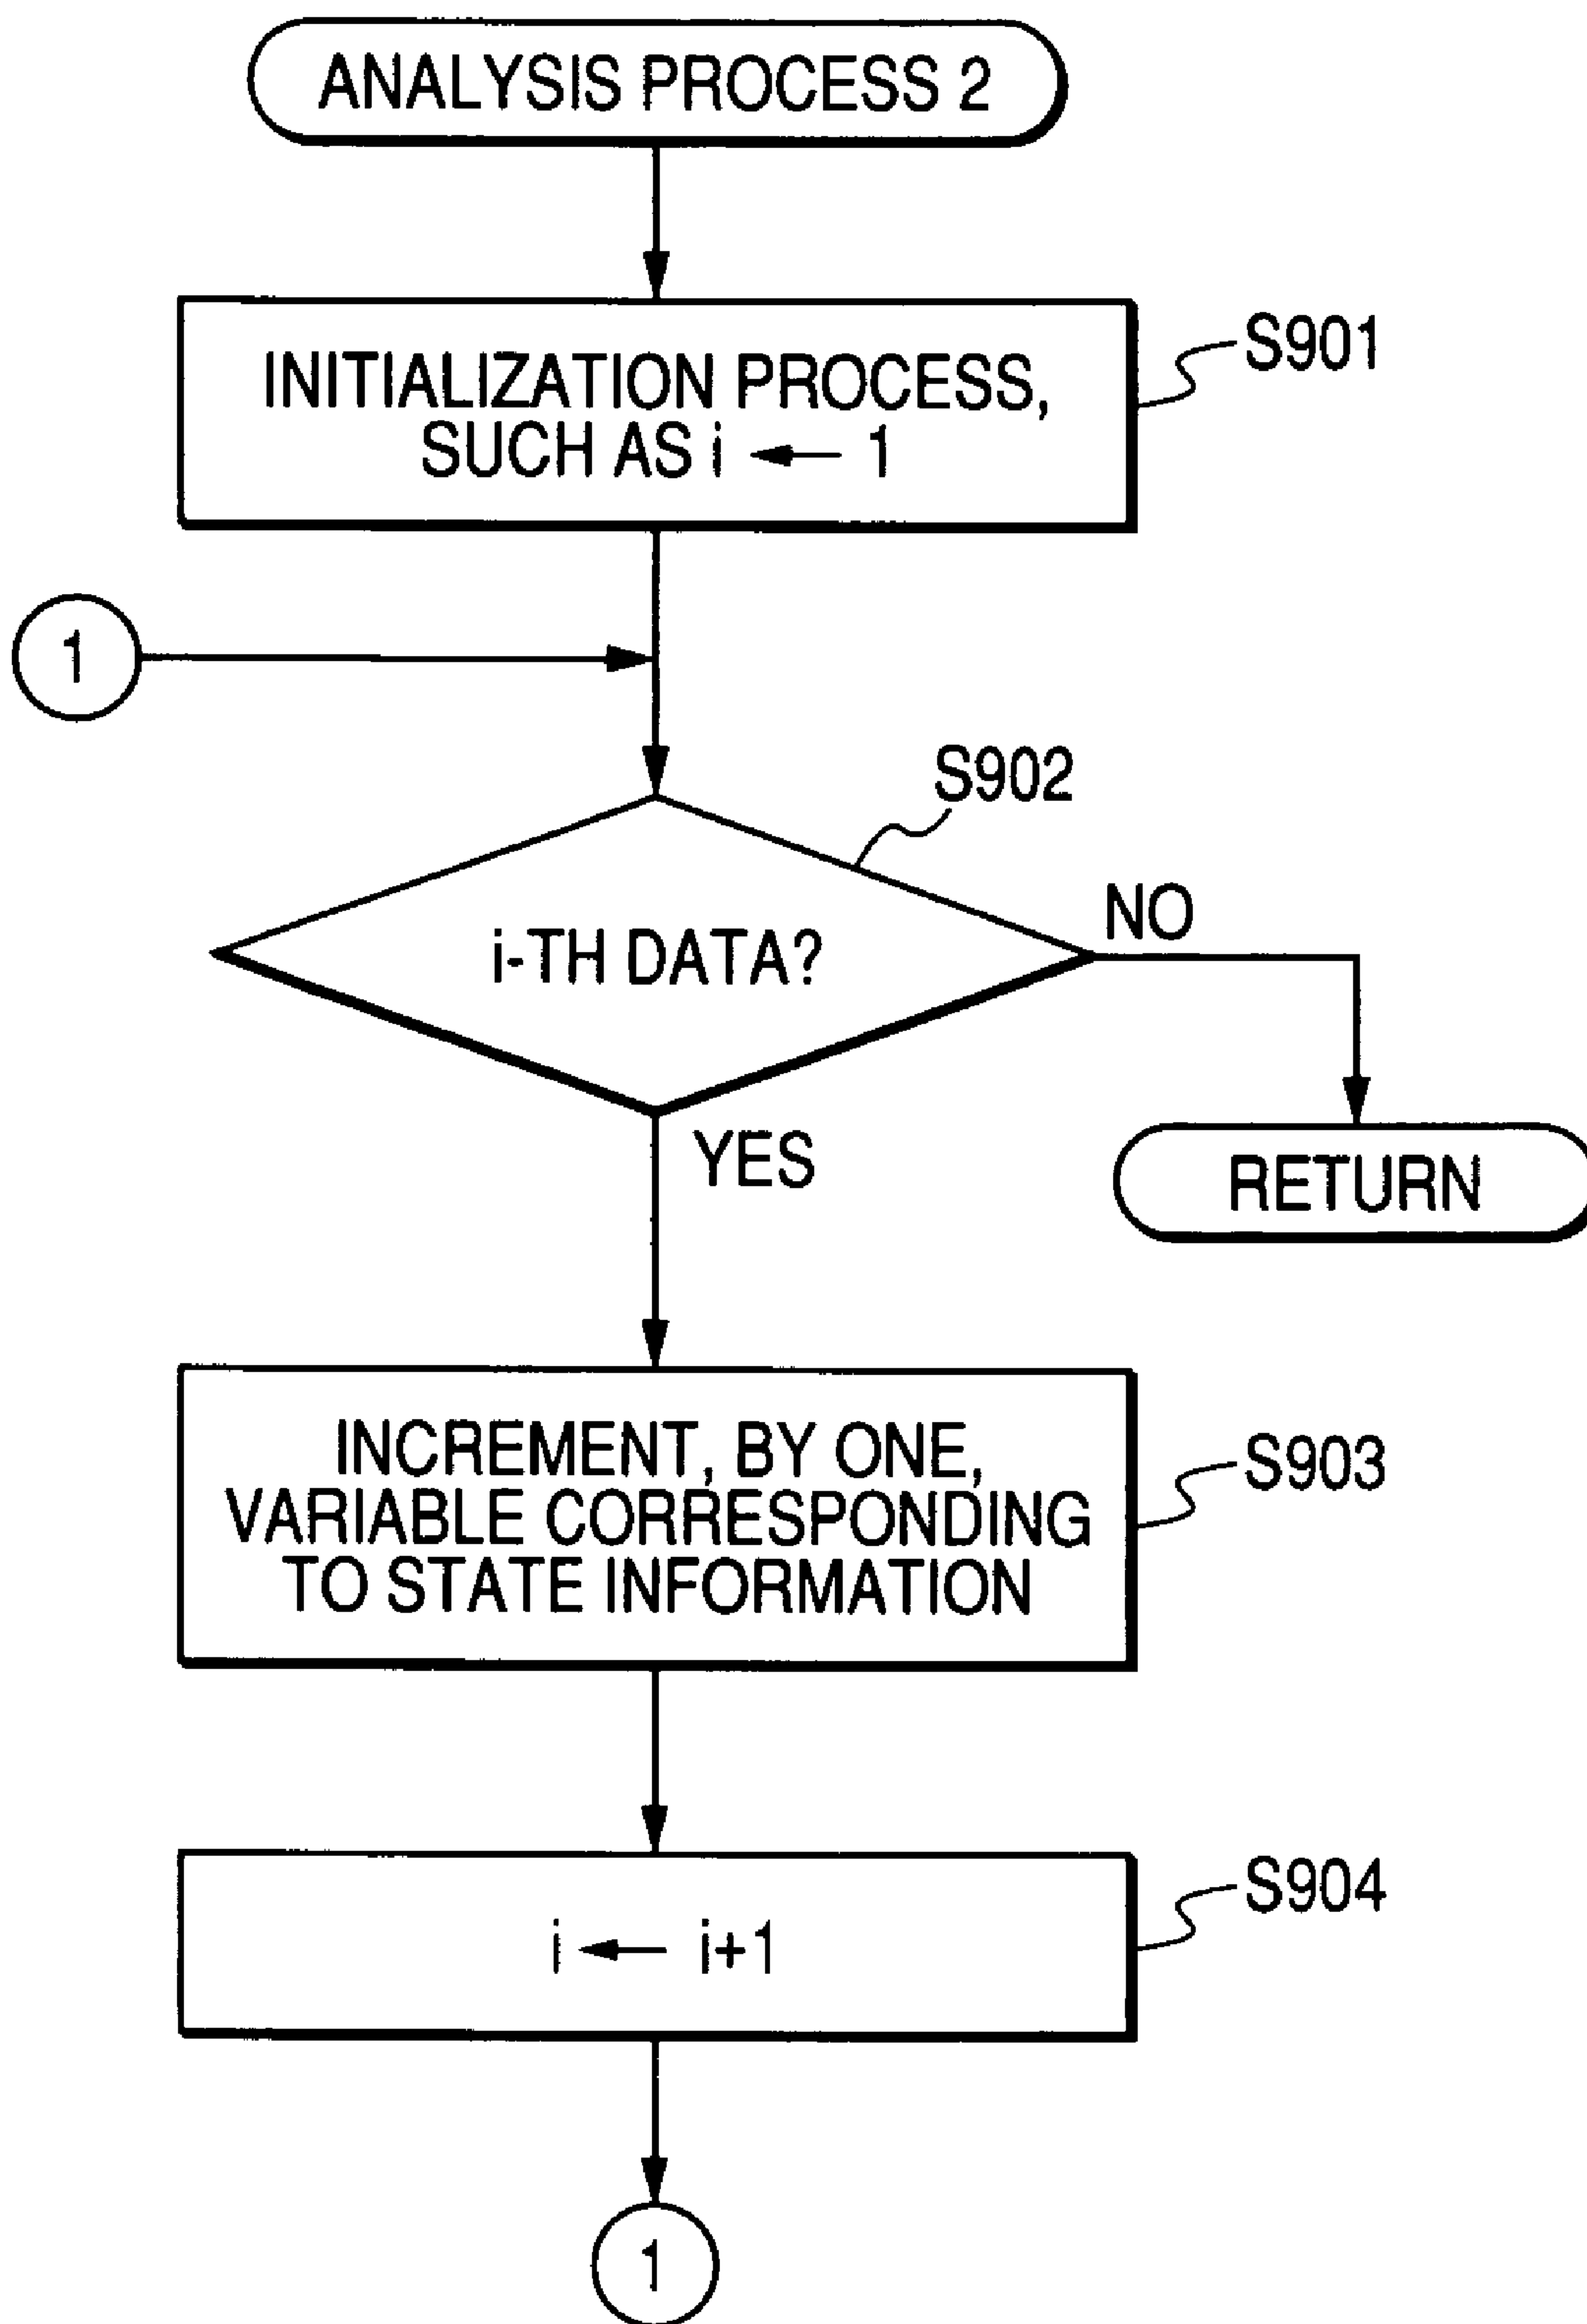 ANALYSIS PROCESS 2
INITIALIZATION PROCESS,
SUCH AS i ← 1
S901
1
S902
i-TH DATA?
NO
YES
RETURN
INCREMENT, BY ONE,
VARIABLE CORRESPONDING
TO STATE INFORMATION
S903
i ← i+1
S904
1